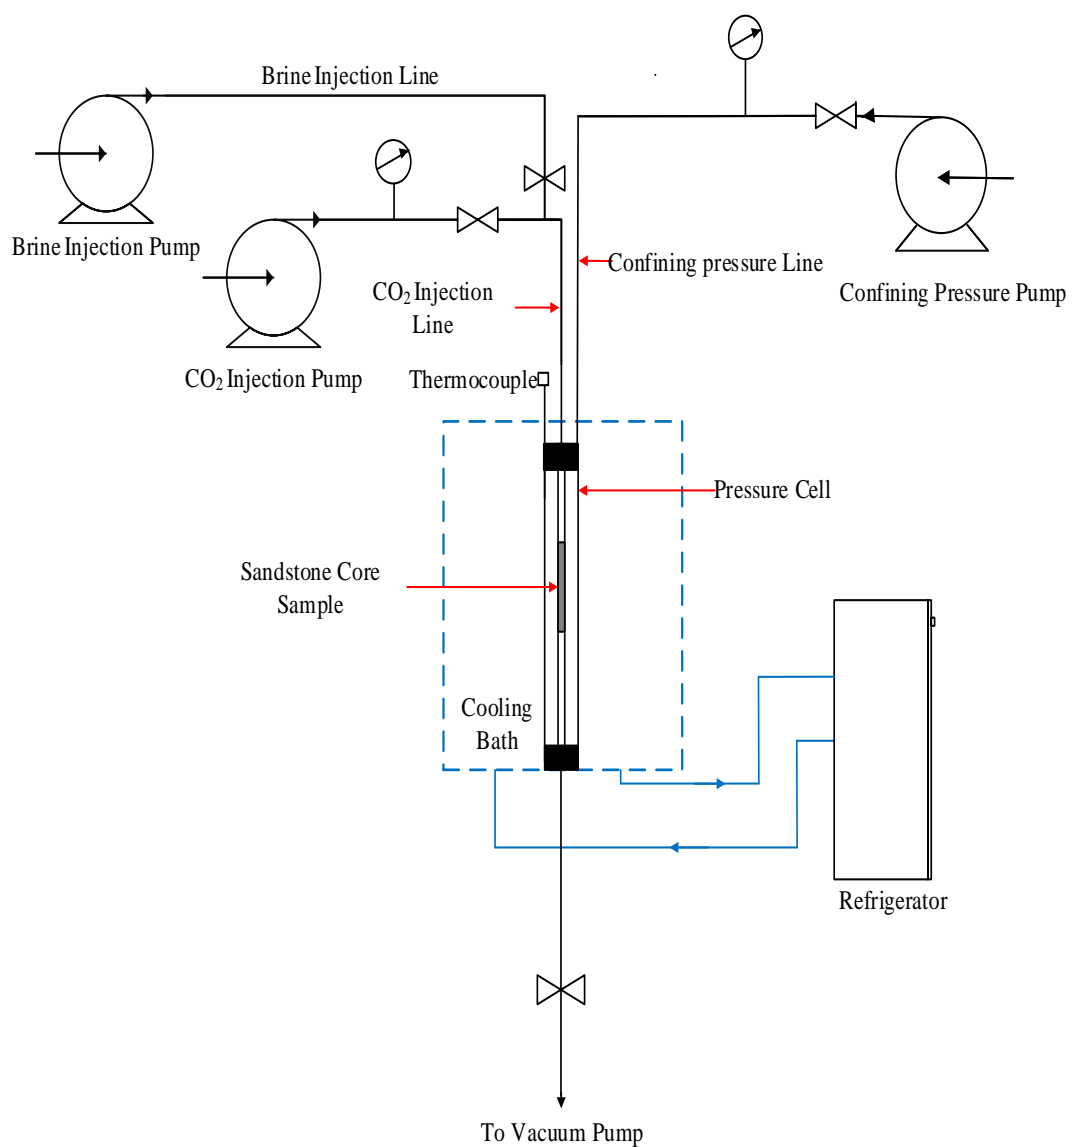 Brine Injection Line
Brine Injection Pump
Confining pressure Line
CO₂ Injection
Line
Confining Pressure Pump
CO₂ Injection Pump
Thermocouple
Pressure Cell
Sandstone Core
Sample
Cooling
Bath
Refrigerator
To Vacuum Pump